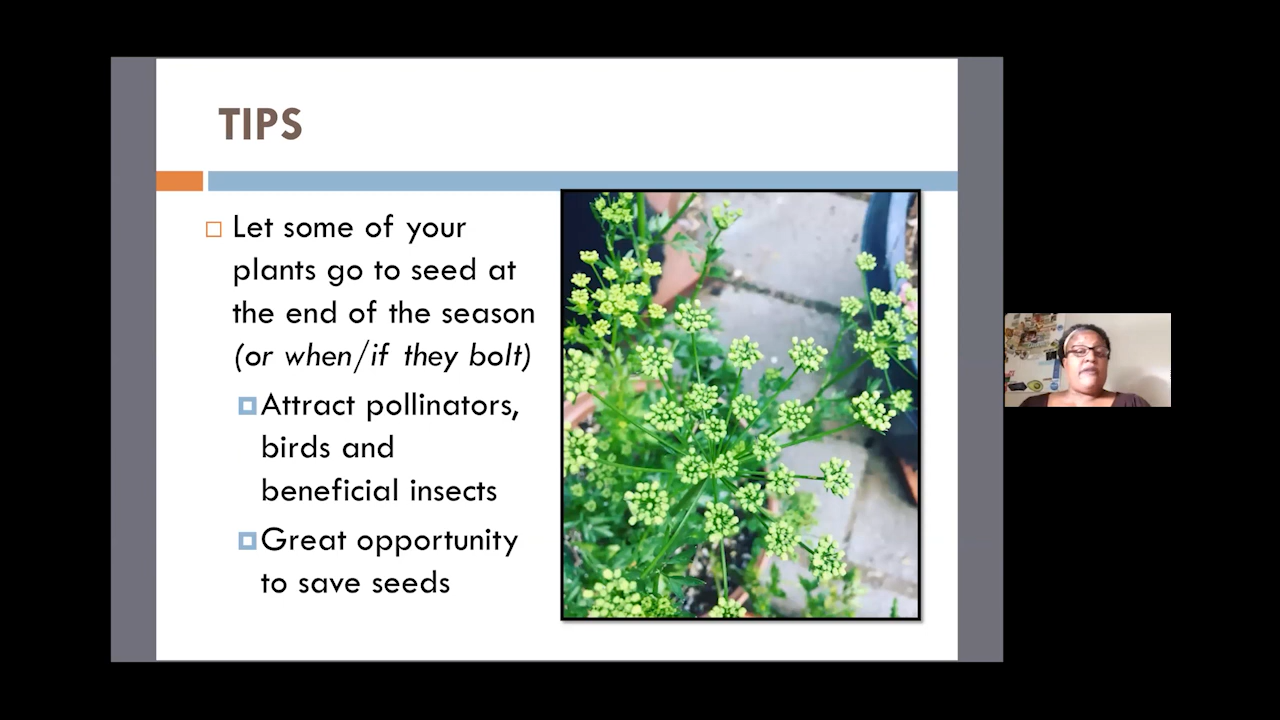 TIPS
Let some of your
plants go to seed at
the end of the season
(or when/if they bolt)
Attract pollinators,
birds and
beneficial insects
Great opportunity
to save seeds